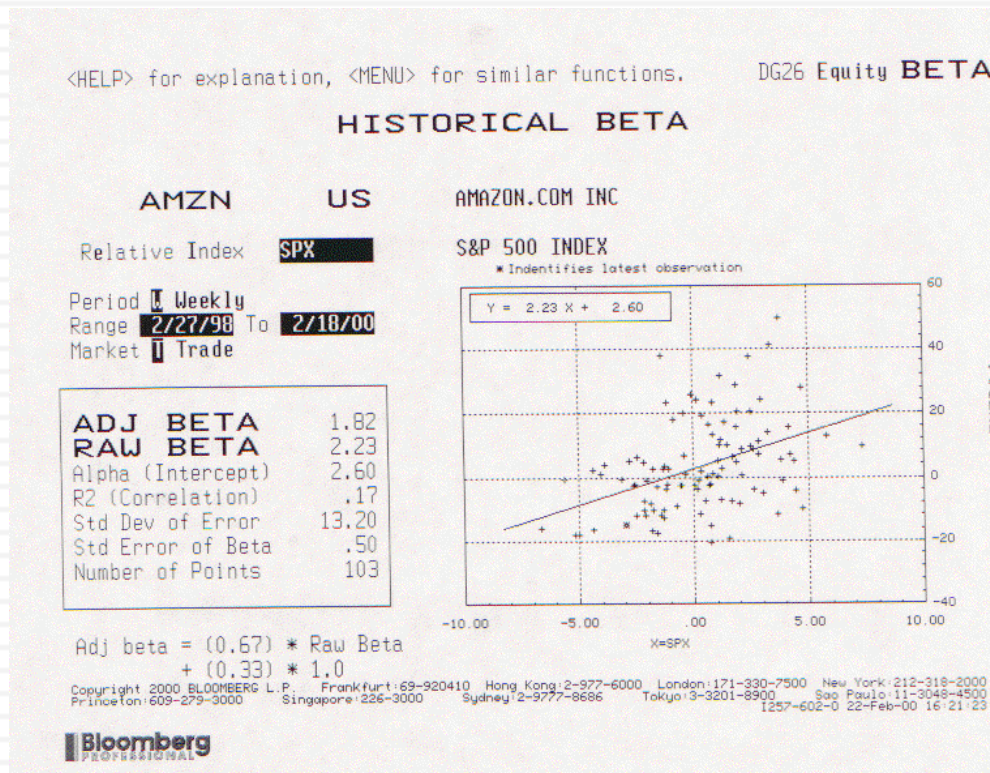 <HELP> for explanation, <MENU> for similar functions. DG26 Equity BETA
HISTORICAL BETA
AMZN US AMAZON.COM INC
Relative Index SPX S&P 500 INDEX
* Indentifies latest observation
Period W Weekly
Range 2/27/98 To 2/18/00
Market T Trade
Y = 2.23 X + 2.60
ADJ BETA 1.82
RAW BETA 2.23
Alpha (Intercept) 2.60
R2 (Correlation) .17
Std Dev of Error 13.20
Std Error of Beta .50
Number of Points 103
60
40
20
0
-20
-40
-10.00 -5.00 .00 5.00 10.00
X=SPX
Adj beta = (0.67) * Raw Beta
+ (0.33) * 1.0
Copyright 2000 BLOOMBERG L.P. Frankfurt:69-920410 Hong Kong:2-977-6000 London:171-330-7500 New York:212-318-2000
Princeton:609-279-3000 Singapore:226-3000 Sydney:2-9777-8686 Tokyo:3-3201-8900 Sao Paulo:11-3048-4500
I257-602-0 22-Feb-00 16:21:23
Bloomberg
PROFESSIONAL